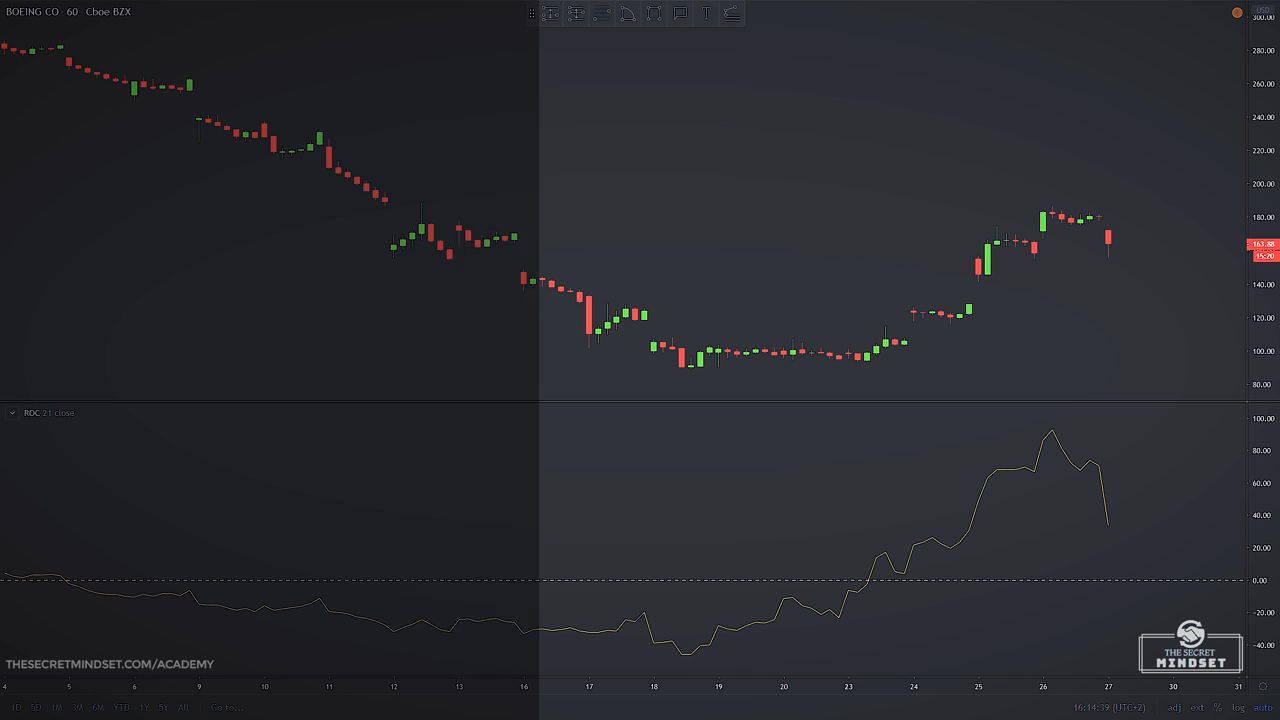 BOEING CO 60 Cboe BZX
USD
300.00
280.00
260.00
240.00
220.00
200.00
180.00
163.88
15:20
140.00
120.00
100.00
80.00
ROC 21 close
100.00
80.00
60.00
40.00
20.00
0.00
−20.00
−40.00
THE SECRET
MINDSET
THESECRETMINDSET.COM/ACADEMY
4 5 6 9 10 11 12 13 16 17 18 19 20 23 24 25 26 27 30 31
1D 5D 1M 3M 6M YTD 1Y 5Y All Go to... 16:14:39 (UTC+2) adj ext % log auto